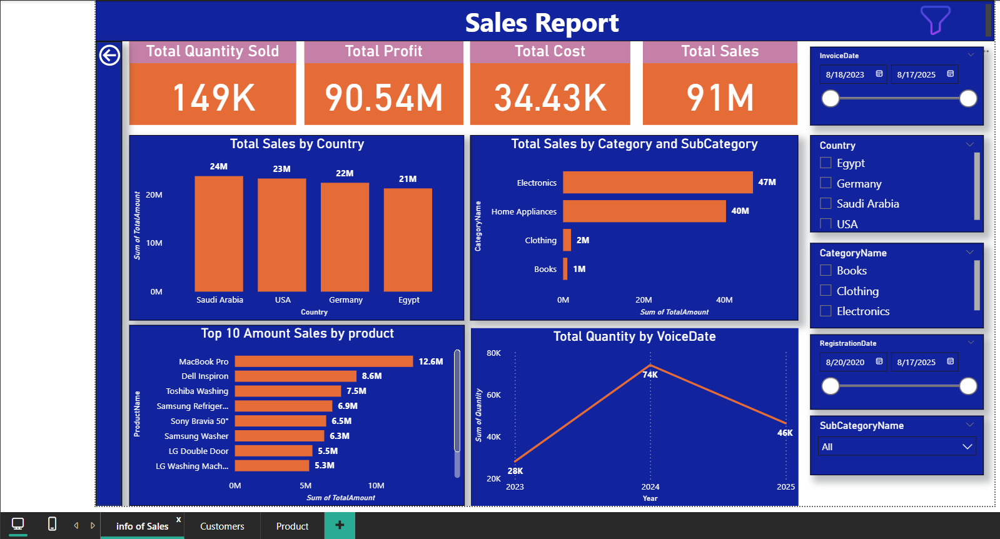 Sales Report
Total Quantity Sold
149K
Total Profit
90.54M
Total Cost
34.43K
Total Sales
91M
InvoiceDate
8/18/2023
8/17/2025
Total Sales by Country
Sum of TotalAmount
20M
10M
0M
24M
23M
22M
21M
Saudi Arabia
USA
Germany
Egypt
Country
Total Sales by Category and SubCategory
CategoryName
Electronics
47M
Home Appliances
40M
Clothing
2M
Books
1M
0M
20M
40M
Sum of TotalAmount
Country
Egypt
Germany
Saudi Arabia
USA
CategoryName
Books
Clothing
Electronics
Top 10 Amount Sales by product
ProductName
MacBook Pro
12.6M
Dell Inspiron
8.6M
Toshiba Washing
7.5M
Samsung Refriger...
6.9M
Sony Bravia 50"
6.5M
Samsung Washer
6.3M
LG Double Door
5.5M
LG Washing Mach...
5.3M
0M
5M
10M
Sum of TotalAmount
Total Quantity by VoiceDate
Sum of Quantity
80K
60K
40K
20K
28K
74K
46K
2023
2024
2025
Year
RegistrationDate
8/20/2020
8/17/2025
SubCategoryName
All
info of Sales
x
Customers
Product
+